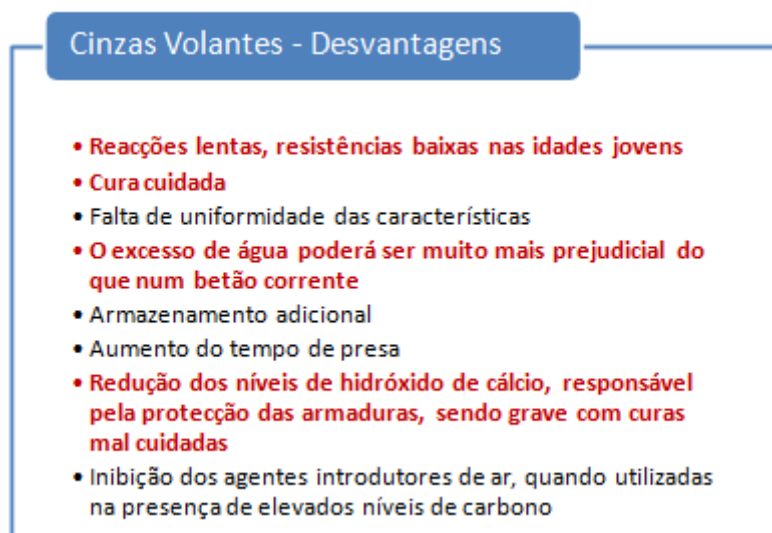 Cinzas Volantes - Desvantagens
• Reacções lentas, resistências baixas nas idades jovens
• Cura cuidada
• Falta de uniformidade das características
• O excesso de água poderá ser muito mais prejudicial do
que num betão corrente
• Armazenamento adicional
• Aumento do tempo de presa
• Redução dos níveis de hidróxido de cálcio, responsável
pela protecção das armaduras, sendo grave com curas
mal cuidadas
• Inibição dos agentes introdutores de ar, quando utilizadas
na presença de elevados níveis de carbono